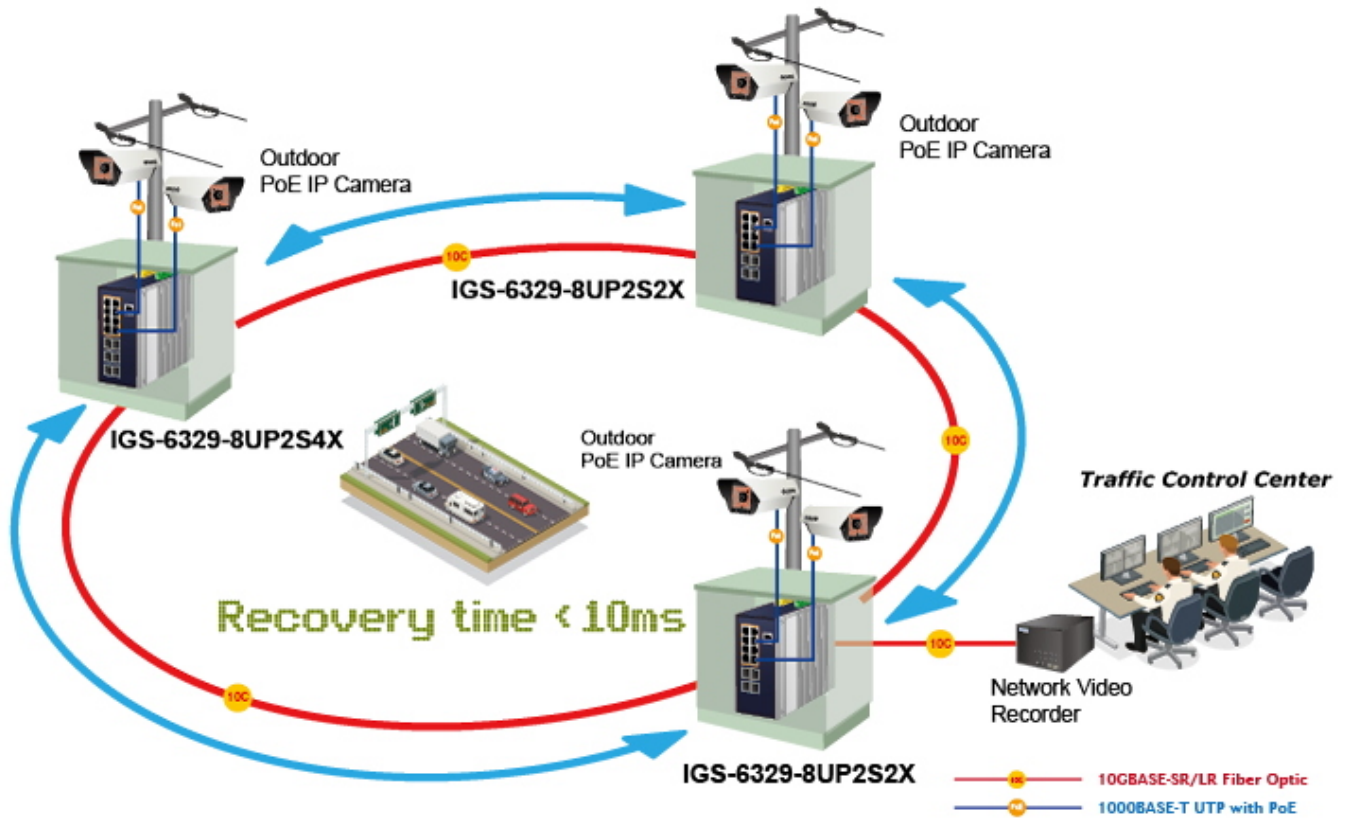 Outdoor
PoE IP Camera
Outdoor
PoE IP Camera
10G
IGS-6329-8UP2S2X
IGS-6329-8UP2S4X
Outdoor
PoE IP Camera
10G
Traffic Control Center
Recovery time < 10ms
10G
Network Video
Recorder
10G
IGS-6329-8UP2S2X
10GBASE-SR/LR Fiber Optic
1000BASE-T UTP with PoE